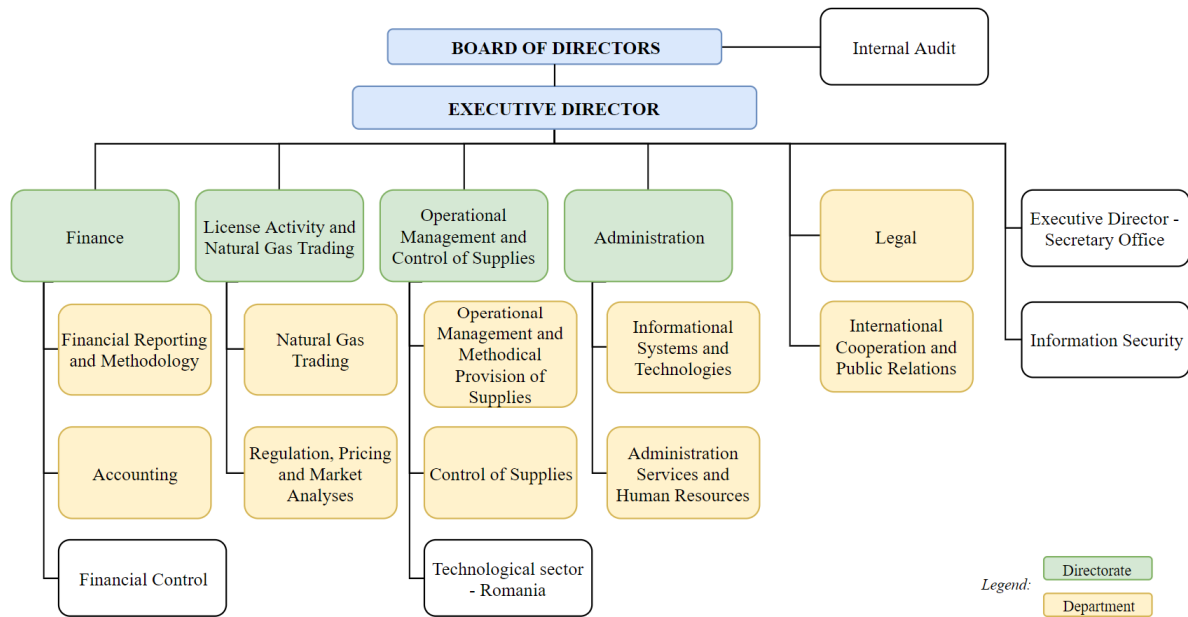 BOARD OF DIRECTORS
Internal Audit
EXECUTIVE DIRECTOR
Finance
License Activity and
Natural Gas Trading
Operational
Management and
Control of Supplies
Administration
Legal
Executive Director -
Secretary Office
Financial Reporting
and Methodology
Natural Gas
Trading
Operational
Management and
Methodical
Provision of
Supplies
Informational
Systems and
Technologies
International
Cooperation and
Public Relations
Information Security
Accounting
Regulation, Pricing
and Market
Analyses
Control of Supplies
Administration
Services and
Human Resources
Financial Control
Technological sector
- Romania
Legend:
Directorate
Department